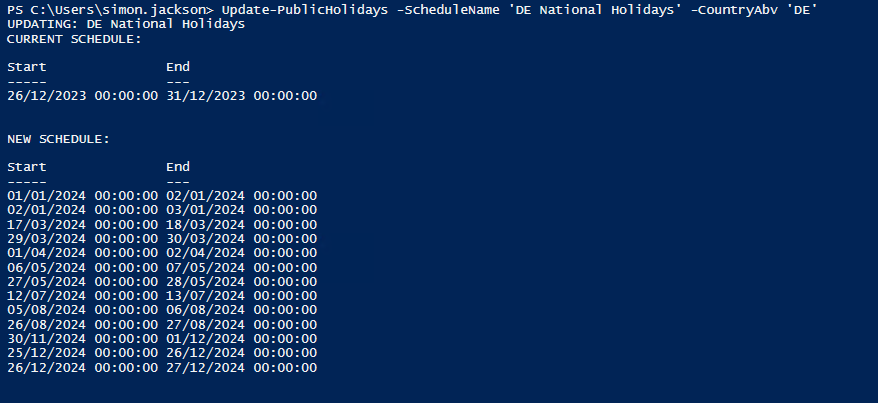 PS C:\Users\simon.jackson> Update-PublicHolidays -ScheduleName 'DE National Holidays' -CountryAbv 'DE'
UPDATING: DE National Holidays
CURRENT SCHEDULE:
Start End
----- ---
26/12/2023 00:00:00 31/12/2023 00:00:00
NEW SCHEDULE:
Start End
----- ---
01/01/2024 00:00:00 02/01/2024 00:00:00
02/01/2024 00:00:00 03/01/2024 00:00:00
17/03/2024 00:00:00 18/03/2024 00:00:00
29/03/2024 00:00:00 30/03/2024 00:00:00
01/04/2024 00:00:00 02/04/2024 00:00:00
06/05/2024 00:00:00 07/05/2024 00:00:00
27/05/2024 00:00:00 28/05/2024 00:00:00
12/07/2024 00:00:00 13/07/2024 00:00:00
05/08/2024 00:00:00 06/08/2024 00:00:00
26/08/2024 00:00:00 27/08/2024 00:00:00
30/11/2024 00:00:00 01/12/2024 00:00:00
25/12/2024 00:00:00 26/12/2024 00:00:00
26/12/2024 00:00:00 27/12/2024 00:00:00